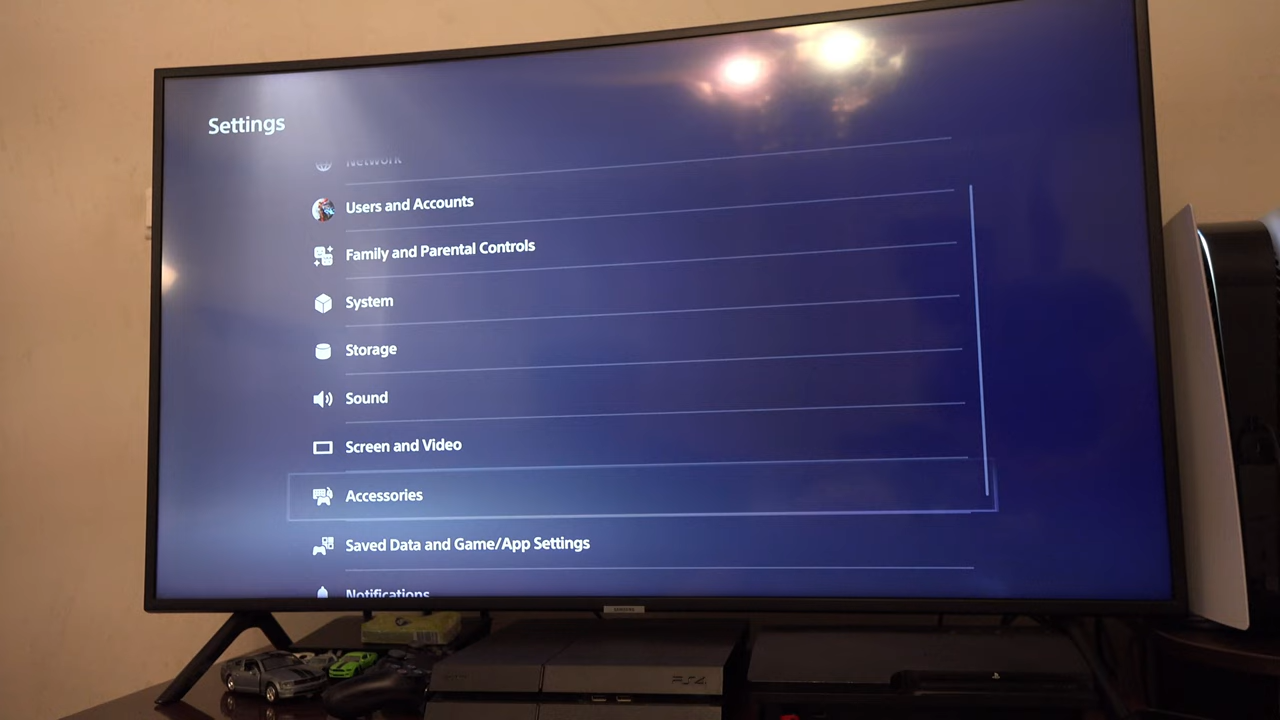 Settings
Network
Users and Accounts
Family and Parental Controls
System
Storage
Sound
Screen and Video
Accessories
Saved Data and Game/App Settings
Notifications
SAMSUNG
PS4